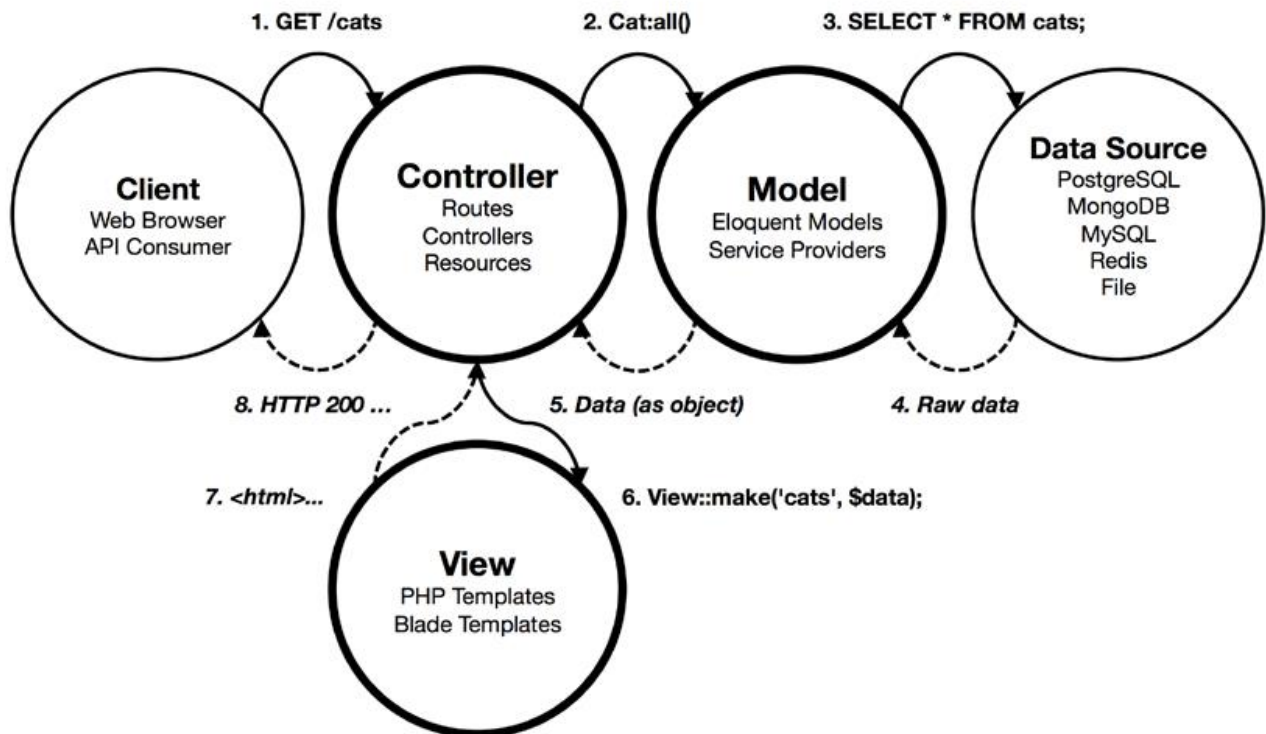 1. GET /cats
2. Cat:all()
3. SELECT * FROM cats;
Client
Web Browser
API Consumer
Controller
Routes
Controllers
Resources
Model
Eloquent Models
Service Providers
Data Source
PostgreSQL
MongoDB
MySQL
Redis
File
8. HTTP 200 ...
5. Data (as object)
4. Raw data
7. <html>...
6. View::make('cats', $data);
View
PHP Templates
Blade Templates